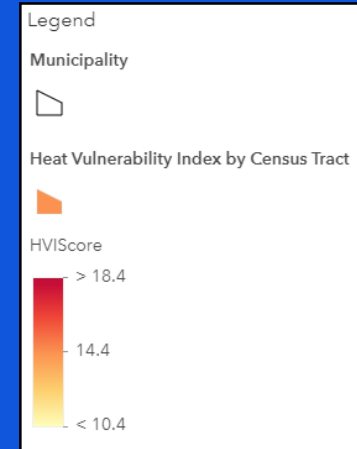 Legend
Municipality
Heat Vulnerability Index by Census Tract
HVIScore
> 18.4
14.4
< 10.4